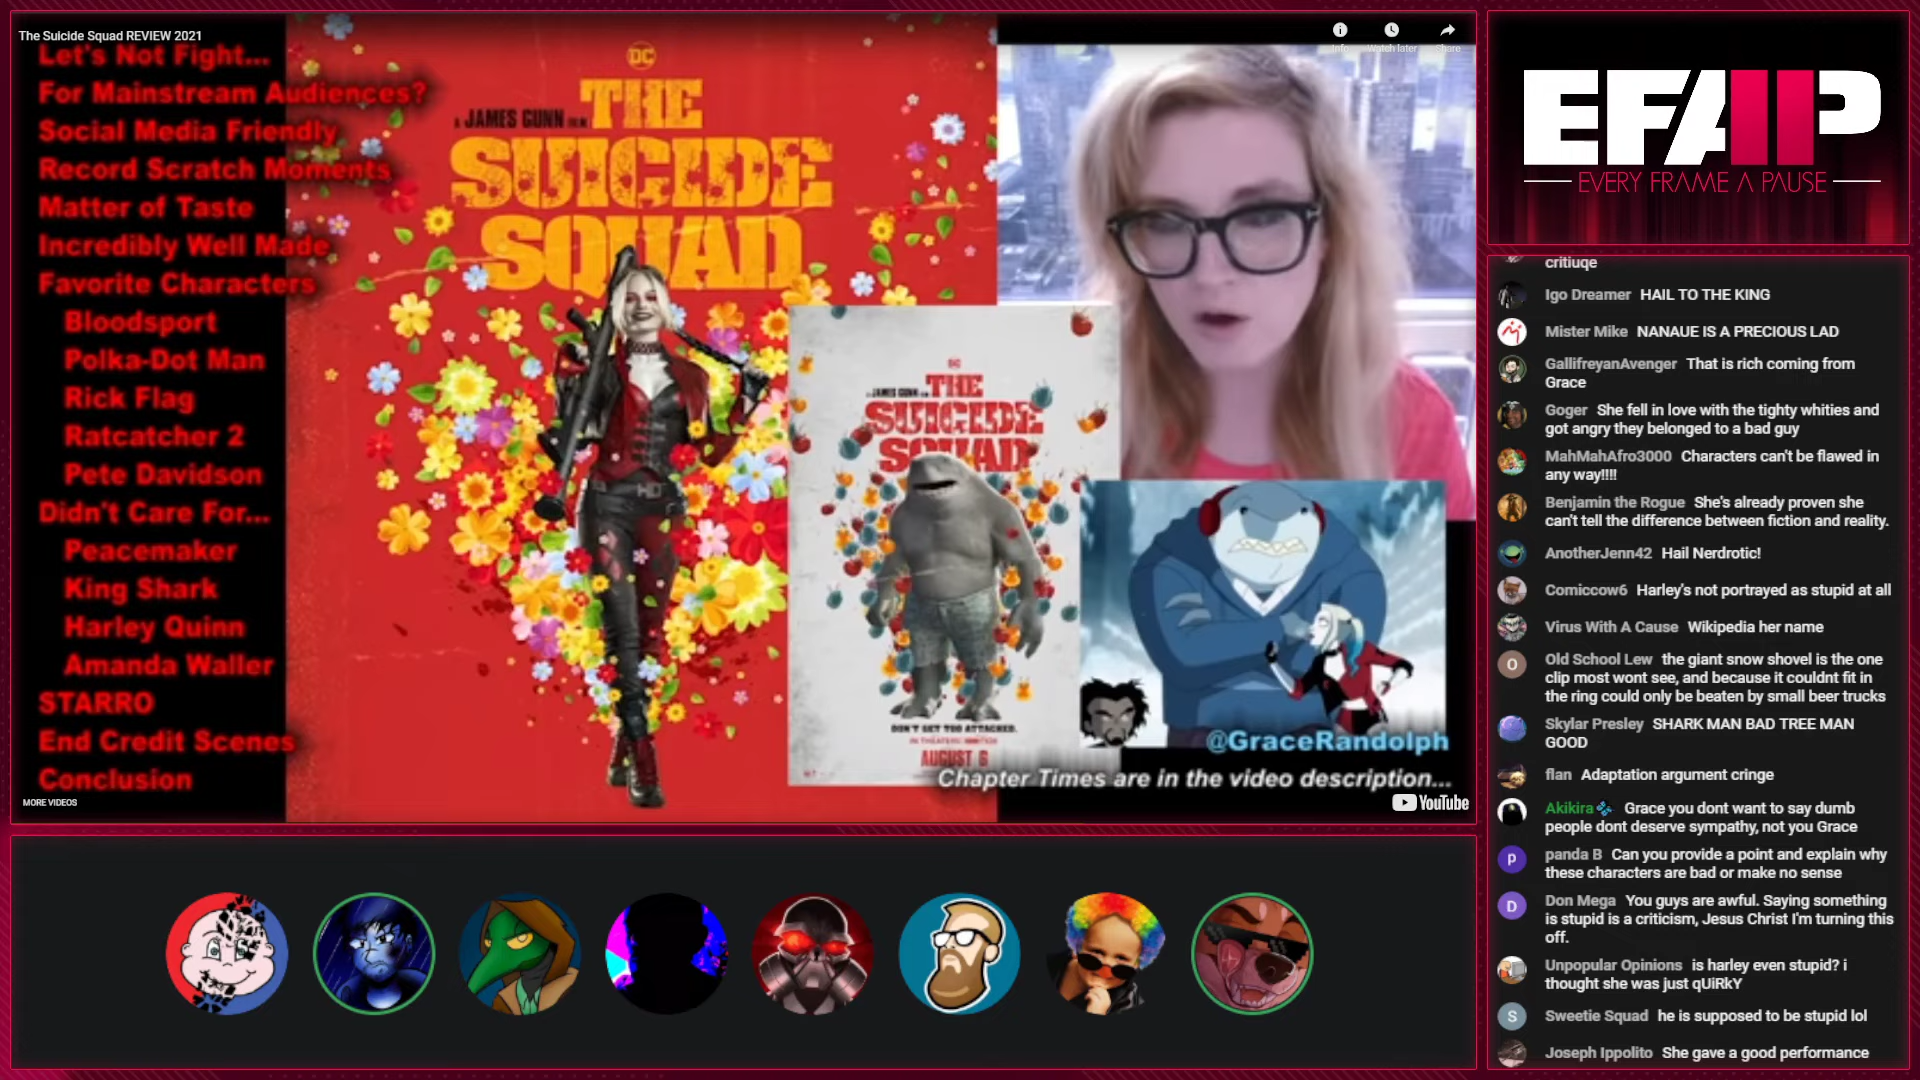 The Suicide Squad REVIEW 2021
Info
Watch later
Share
Let's Not Fight...
For Mainstream Audiences?
Social Media Friendly
Record Scratch Moments
Matter of Taste
Incredibly Well Made
Favorite Characters
Bloodsport
Polka-Dot Man
Rick Flag
Ratcatcher 2
Pete Davidson
Didn't Care For...
Peacemaker
King Shark
Harley Quinn
Amanda Waller
STARRO
End Credit Scenes
Conclusion
MORE VIDEOS
DC
A JAMES GUNN FILM
THE
SUICIDE
SQUAD
DC
A JAMES GUNN FILM
THE
SUICIDE
SQUAD
DON'T GET TOO ATTACHED.
AUGUST 6
@GraceRandolph
Chapter Times are in the video description...
YouTube
EFAP
EVERY FRAME A PAUSE
critiuqe
Igo Dreamer HAIL TO THE KING
Mister Mike NANAUE IS A PRECIOUS LAD
GallifreyanAvenger That is rich coming from
Grace
Goger She fell in love with the tighty whities and
got angry they belonged to a bad guy
MahMahAfro3000 Characters can't be flawed in
any way!!!!
Benjamin the Rogue She's already proven she
can't tell the difference between fiction and reality.
AnotherJenn42 Hail Nerdrotic!
Comiccow6 Harley's not portrayed as stupid at all
Virus With A Cause Wikipedia her name
O
Old School Lew the giant snow shovel is the one
clip most wont see, and because it couldnt fit in
the ring could only be beaten by small beer trucks
Skylar Presley SHARK MAN BAD TREE MAN
GOOD
flan Adaptation argument cringe
Akikira Grace you dont want to say dumb
people dont deserve sympathy, not you Grace
P
panda B Can you provide a point and explain why
these characters are bad or make no sense
D
Don Mega You guys are awful. Saying something
is stupid is a criticism, Jesus Christ I'm turning this
off.
Unpopular Opinions is harley even stupid? i
thought she was just qUiRkY
S
Sweetie Squad he is supposed to be stupid lol
Joseph Ippolito She gave a good performance